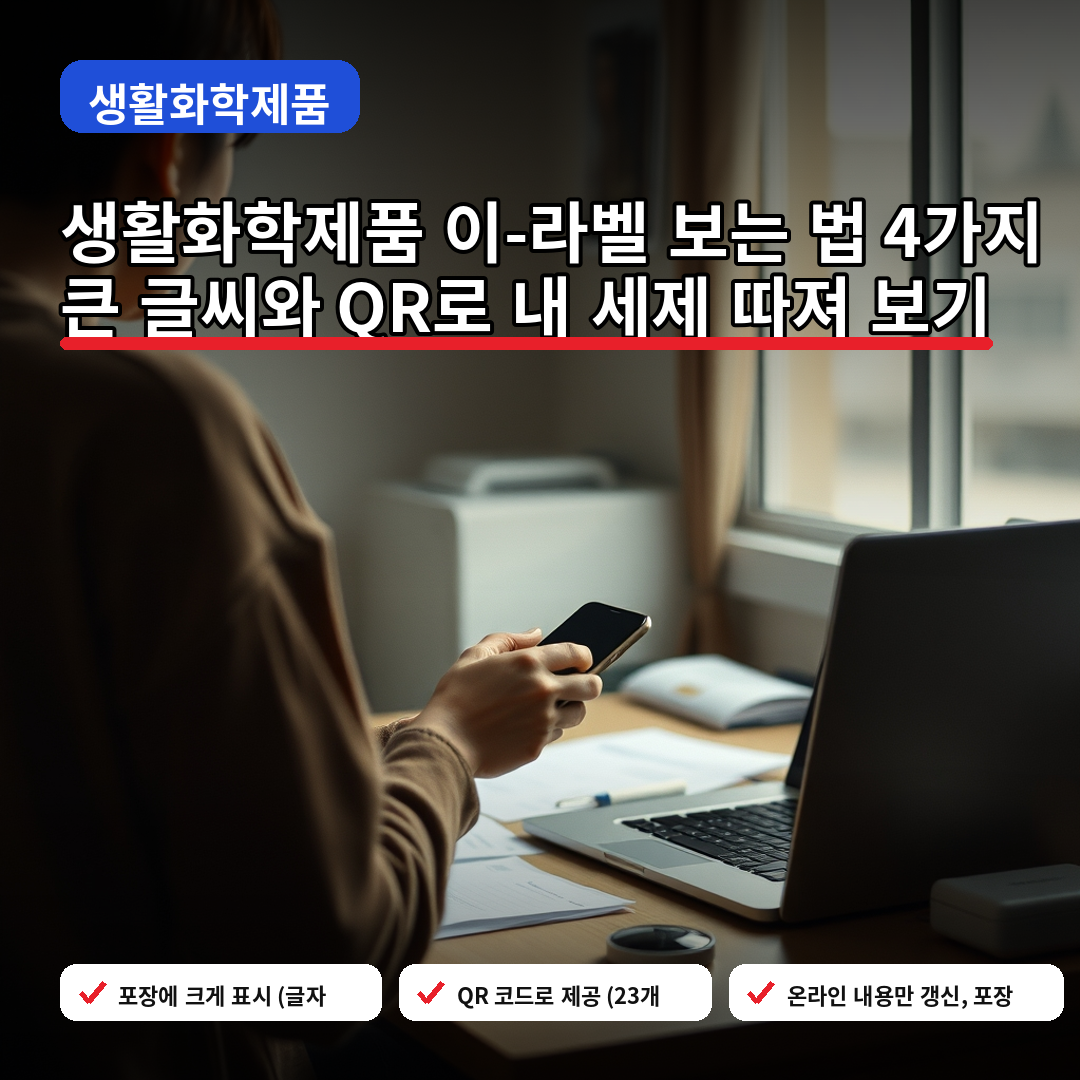 생활화학제품
생활화학제품 이-라벨 보는 법 4가지
큰 글씨와 QR로 내 세제 따져 보기
포장에 크게 표시 (글자
QR 코드로 제공 (23개
온라인 내용만 갱신, 포장